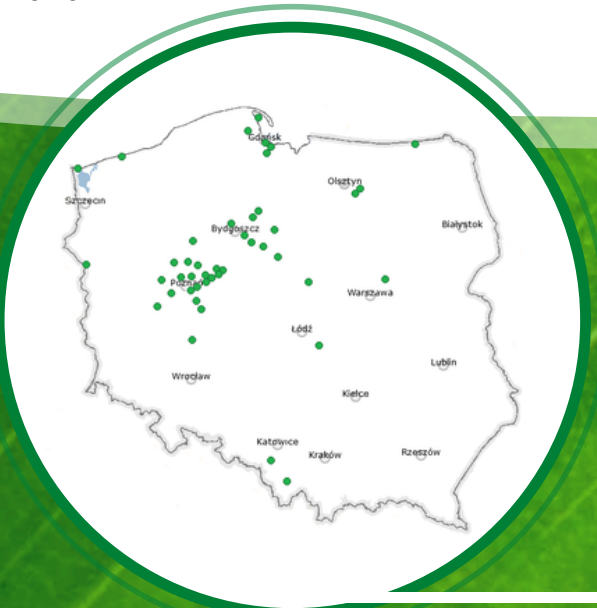 Gdańsk
Olsztyn
Szczecin
Białystok
Bydgoszcz
Poznań
Warszawa
Łódź
Lublin
Wrocław
Kielce
Katowice
Kraków
Rzeszów